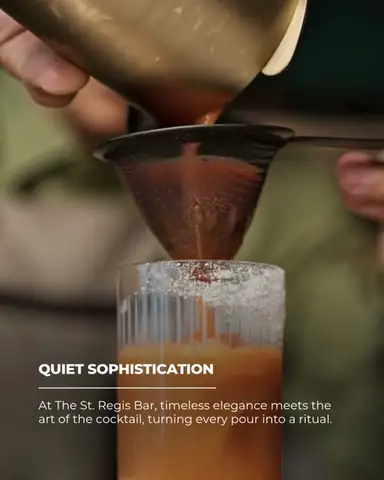 QUIET SOPHISTICATION
At The St. Regis Bar, timeless elegance meets the
art of the cocktail, turning every pour into a ritual.